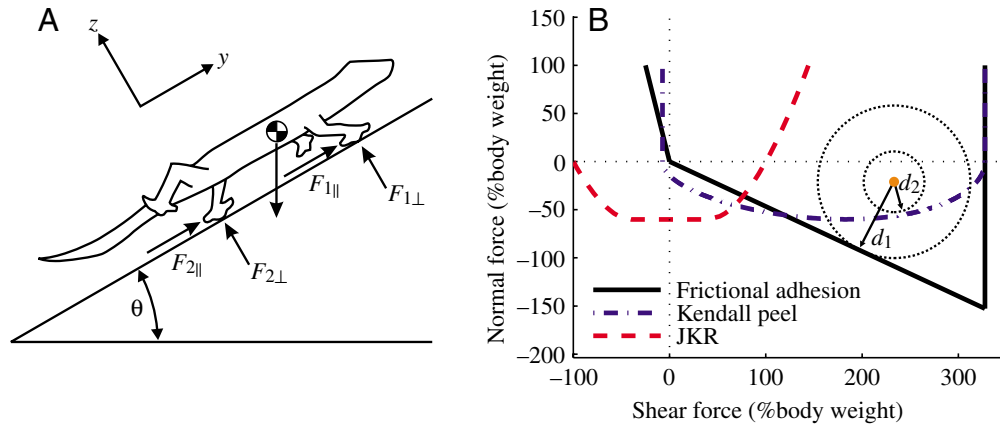 A
z
y
F1∥
F1⊥
F2∥
F2⊥
θ
B
Normal force (%body weight)
100
50
0
–50
–100
–150
–200
d2
d1
Frictional adhesion
Kendall peel
JKR
–100
0
100
200
300
Shear force (%body weight)